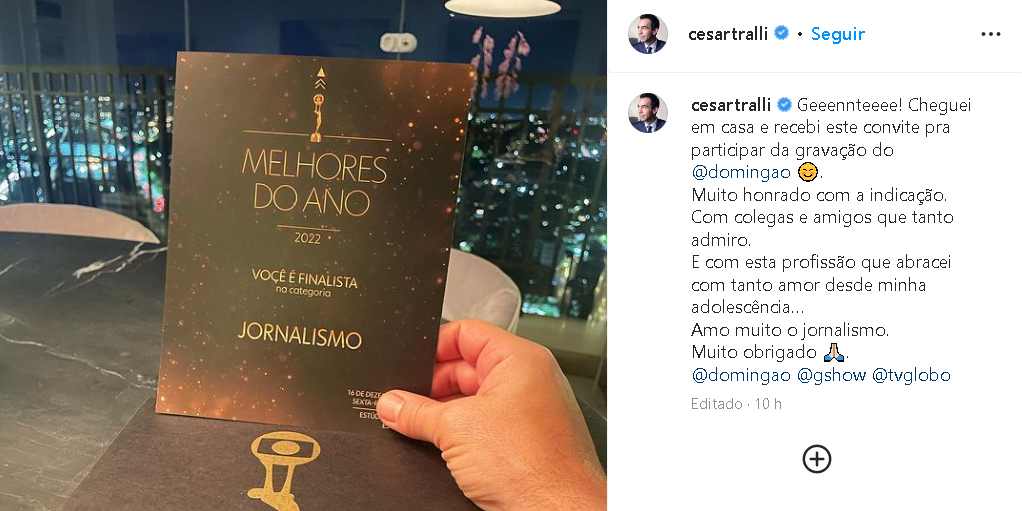 MELHORES
DO ANO
2022
VOCÊ É FINALISTA
na categoria
JORNALISMO
16 DE
SEXTA-
cesartralli • Seguir
cesartralli Geeennteeee! Cheguei
em casa e recebi este convite pra
participar da gravação do
@domingao 😊.
Muito honrado com a indicação.
Com colegas e amigos que tanto
admiro.
E com esta profissão que abracei
com tanto amor desde minha
adolescência...
Amo muito o jornalismo.
Muito obrigado 🙏🏻.
@domingao @gshow @tvglobo
Editado · 10 h